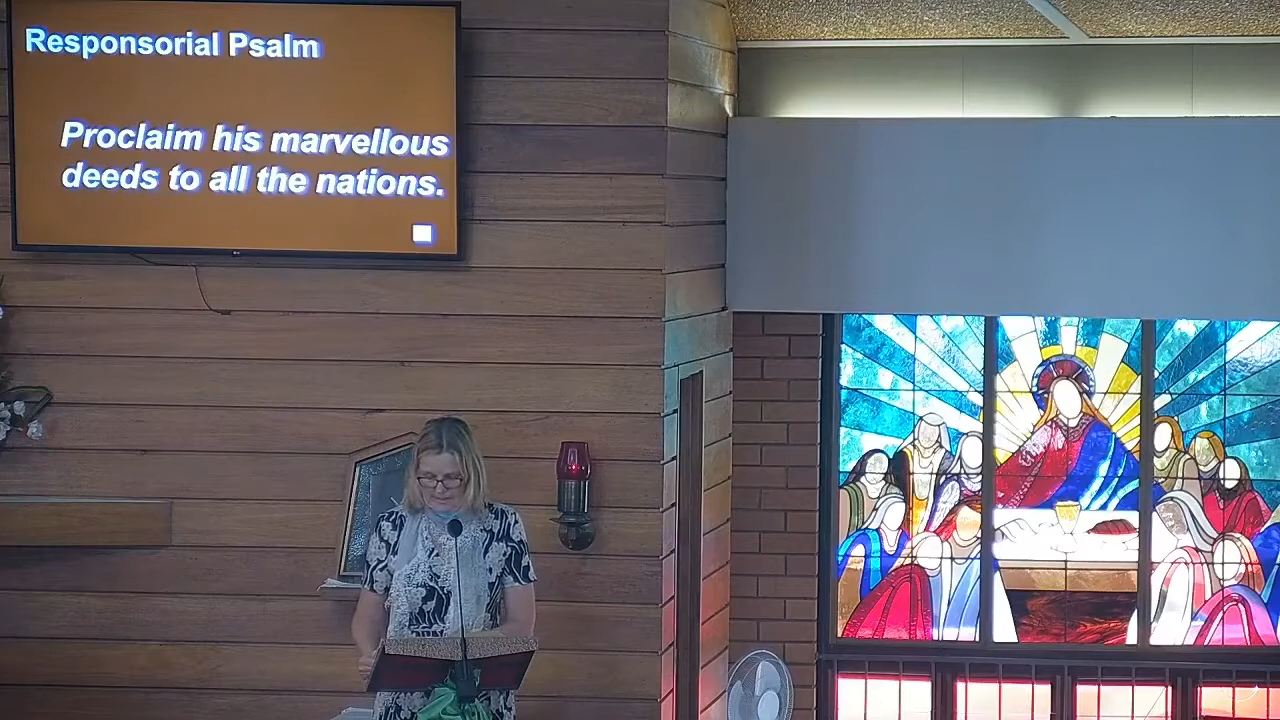 Responsorial Psalm
Proclaim his marvellous
deeds to all the nations.